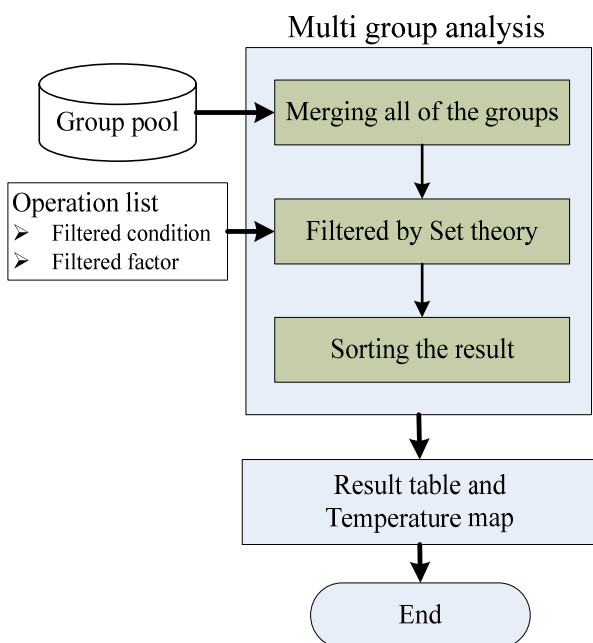 Multi group analysis
Group pool
Merging all of the groups
Operation list
➢ Filtered condition
➢ Filtered factor
Filtered by Set theory
Sorting the result
Result table and
Temperature map
End